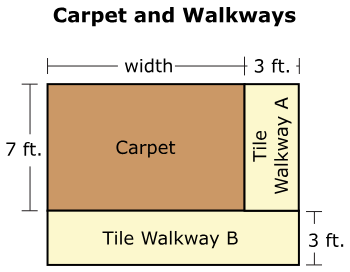 Carpet and Walkways
width
3 ft.
7 ft.
Carpet
Tile
Walkway A
Tile Walkway B
3 ft.